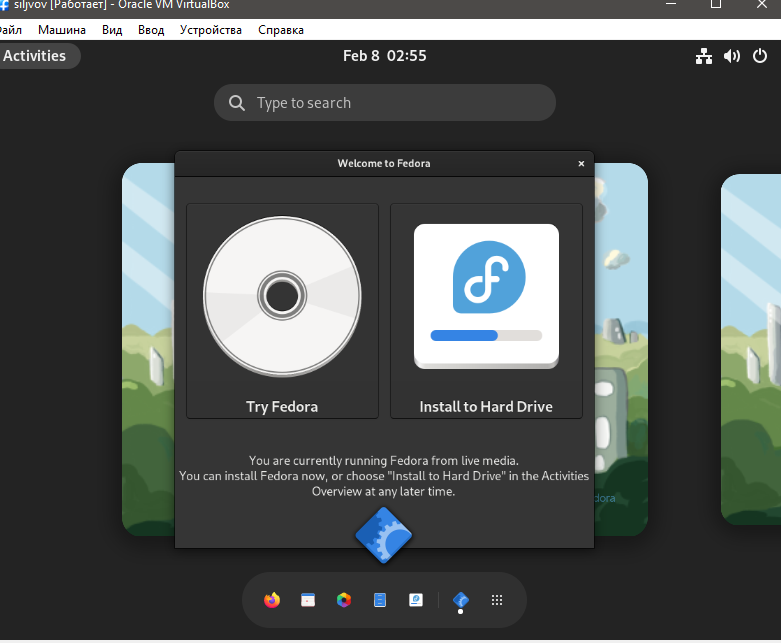 siljvov [Работает] - Oracle VM VirtualBox
Файл Машина Вид Ввод Устройства Справка
Activities Feb 8 02:55
Type to search
Welcome to Fedora
Try Fedora Install to Hard Drive
You are currently running Fedora from live media.
You can install Fedora now, or choose "Install to Hard Drive" in the Activities
Overview at any later time.
dora